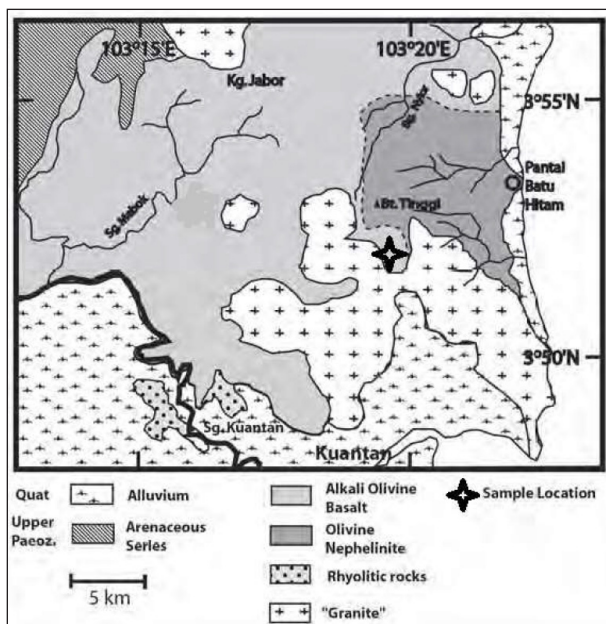 103°15'E
103°20'E
Kg. Jabor
3°55'N
Sg. Nior
Pantai
Batu
Hitam
Bt. Tinggi
Sg. Mabok
3°50'N
Sg. Kuantan
Kuantan
Quat
Alluvium
Alkali Olivine
Basalt
Sample Location
Upper
Paeoz.
Arenaceous
Series
Olivine
Nephelinite
Rhyolitic rocks
5 km
"Granite"